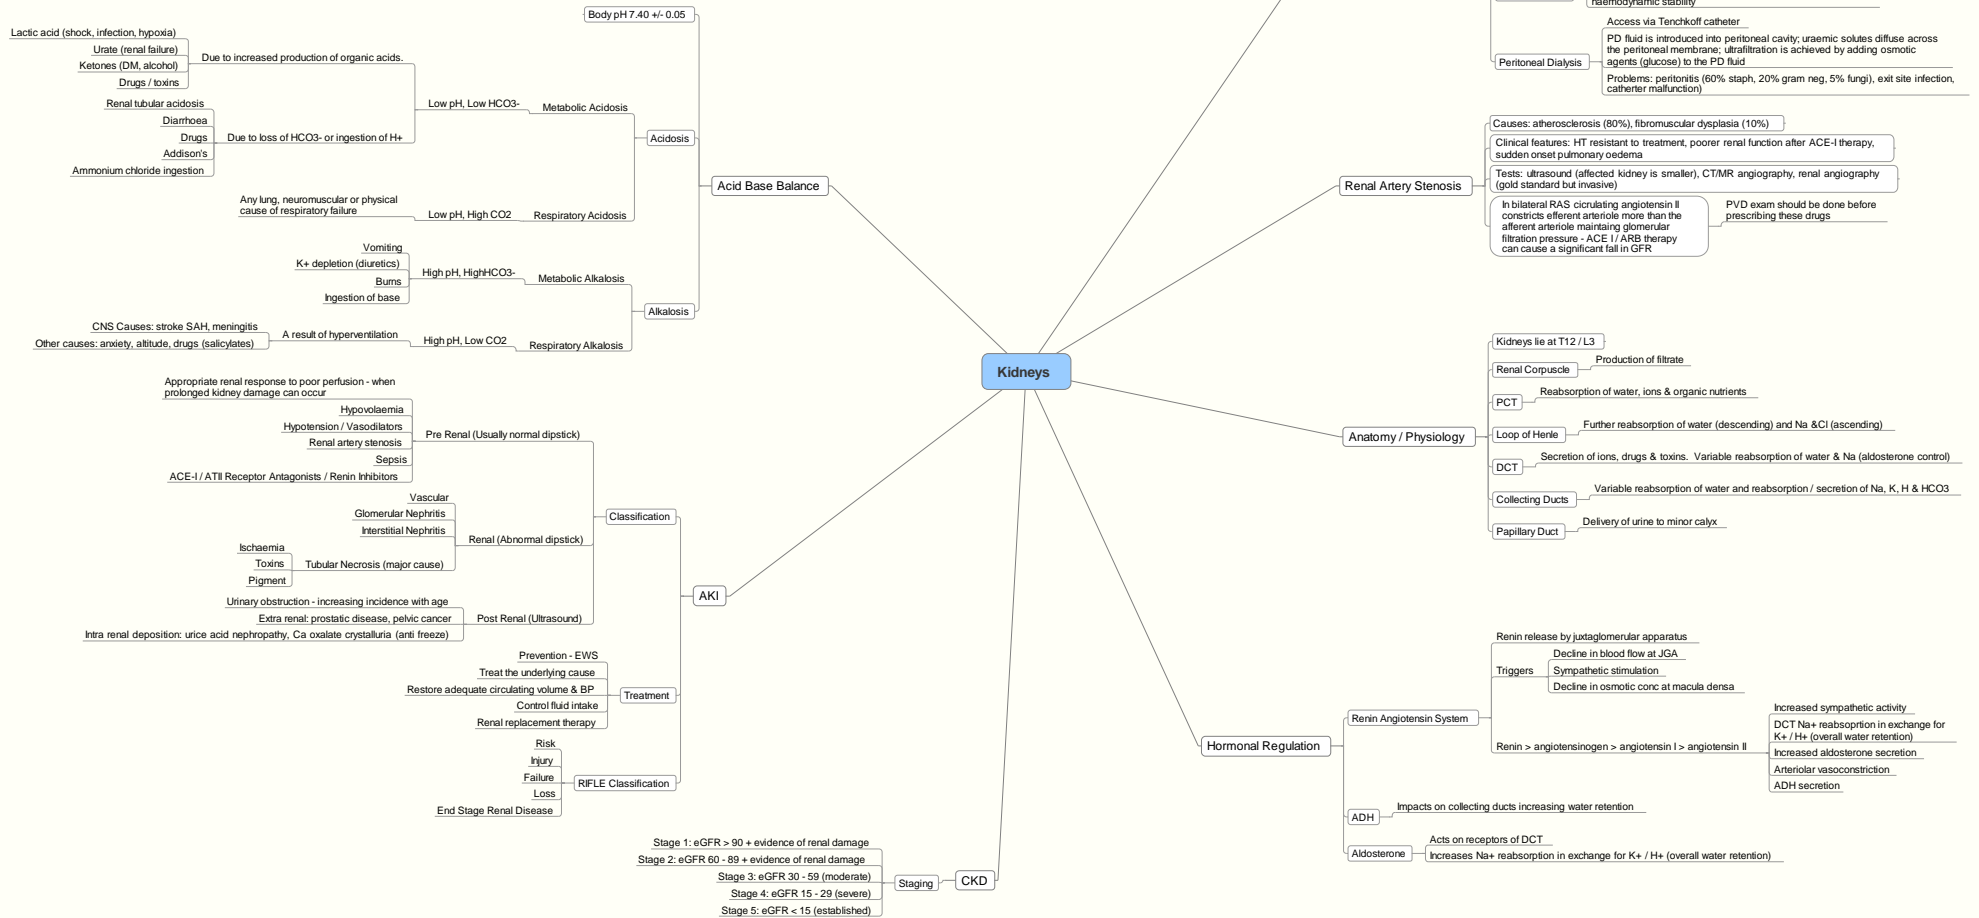 Kidneys
Acid Base Balance
Body pH 7.40 +/- 0.05
Acidosis
Metabolic Acidosis
Low pH, Low HCO3-
Due to increased production of organic acids.
Lactic acid (shock, infection, hypoxia)
Urate (renal failure)
Ketones (DM, alcohol)
Drugs / toxins
Due to loss of HCO3- or ingestion of H+
Renal tubular acidosis
Diarrhoea
Drugs
Addison's
Ammonium chloride ingestion
Respiratory Acidosis
Low pH, High CO2
Any lung, neuromuscular or physical
cause of respiratory failure
Alkalosis
Metabolic Alkalosis
High pH, HighHCO3-
Vomiting
K+ depletion (diuretics)
Burns
Ingestion of base
Respiratory Alkalosis
High pH, Low CO2
A result of hyperventilation
CNS Causes: stroke SAH, meningitis
Other causes: anxiety, altitude, drugs (salicylates)
AKI
Classification
Pre Renal (Usually normal dipstick)
Appropriate renal response to poor perfusion - when
prolonged kidney damage can occur
Hypovolaemia
Hypotension / Vasodilators
Renal artery stenosis
Sepsis
ACE-I / ATII Receptor Antagonists / Renin Inhibitors
Renal (Abnormal dipstick)
Vascular
Glomerular Nephritis
Interstitial Nephritis
Tubular Necrosis (major cause)
Ischaemia
Toxins
Pigment
Post Renal (Ultrasound)
Urinary obstruction - increasing incidence with age
Extra renal: prostatic disease, pelvic cancer
Intra renal deposition: urice acid nephropathy, Ca oxalate crystalluria (anti freeze)
Treatment
Prevention - EWS
Treat the underlying cause
Restore adequate circulating volume & BP
Control fluid intake
Renal replacement therapy
RIFLE Classification
Risk
Injury
Failure
Loss
End Stage Renal Disease
CKD
Staging
Stage 1: eGFR > 90 + evidence of renal damage
Stage 2: eGFR 60 - 89 + evidence of renal damage
Stage 3: eGFR 30 - 59 (moderate)
Stage 4: eGFR 15 - 29 (severe)
Stage 5: eGFR < 15 (established)
haemodynamic stability
Peritoneal Dialysis
Access via Tenchkoff catheter
PD fluid is introduced into peritoneal cavity; uraemic solutes diffuse across
the peritoneal membrane; ultrafiltration is achieved by adding osmotic
agents (glucose) to the PD fluid
Problems: peritonitis (60% staph, 20% gram neg, 5% fungi), exit site infection,
catherter malfunction)
Renal Artery Stenosis
Causes: atherosclerosis (80%), fibromuscular dysplasia (10%)
Clinical features: HT resistant to treatment, poorer renal function after ACE-I therapy,
sudden onset pulmonary oedema
Tests: ultrasound (affected kidney is smaller), CT/MR angiography, renal angiography
(gold standard but invasive)
In bilateral RAS cicrulating angiotensin II
constricts efferent arteriole more than the
afferent arteriole maintaing glomerular
filtration pressure - ACE I / ARB therapy
can cause a significant fall in GFR
PVD exam should be done before
prescribing these drugs
Anatomy / Physiology
Kidneys lie at T12 / L3
Renal Corpuscle
Production of filtrate
PCT
Reabsorption of water, ions & organic nutrients
Loop of Henle
Further reabsorption of water (descending) and Na &Cl (ascending)
DCT
Secretion of ions, drugs & toxins. Variable reabsorption of water & Na (aldosterone control)
Collecting Ducts
Variable reabsorption of water and reabsorption / secretion of Na, K, H & HCO3
Papillary Duct
Delivery of urine to minor calyx
Hormonal Regulation
Renin Angiotensin System
Renin release by juxtaglomerular apparatus
Triggers
Decline in blood flow at JGA
Sympathetic stimulation
Decline in osmotic conc at macula densa
Renin > angiotensinogen > angiotensin I > angiotensin II
Increased sympathetic activity
DCT Na+ reabsoprtion in exchange for
K+ / H+ (overall water retention)
Increased aldosterone secretion
Arteriolar vasoconstriction
ADH secretion
ADH
Impacts on collecting ducts increasing water retention
Aldosterone
Acts on receptors of DCT
Increases Na+ reabsorption in exchange for K+ / H+ (overall water retention)